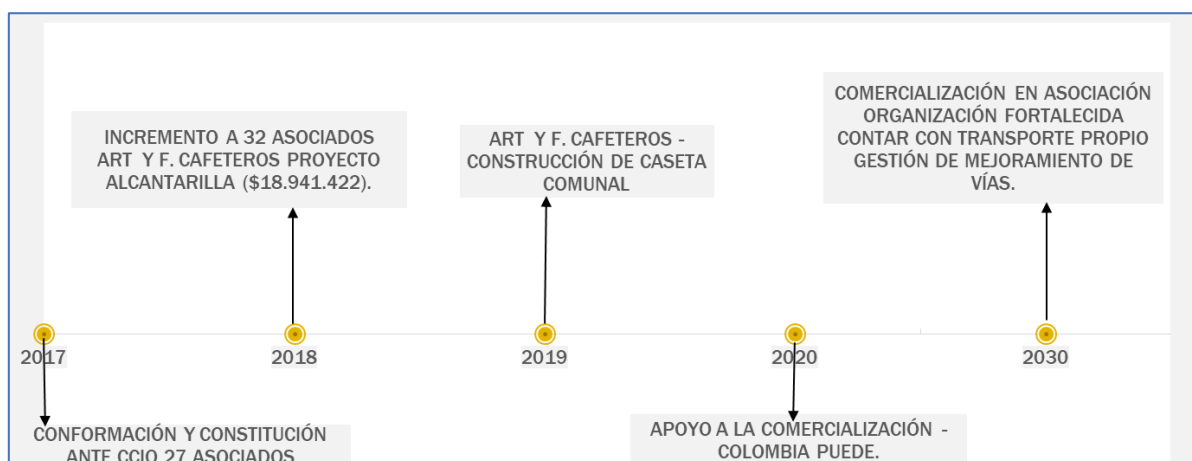 INCREMENTO A 32 ASOCIADOS
ART Y F. CAFETEROS PROYECTO
ALCANTARILLA ($18.941.422).
ART Y F. CAFETEROS -
CONSTRUCCIÓN DE CASETA
COMUNAL
COMERCIALIZACIÓN EN ASOCIACIÓN
ORGANIZACIÓN FORTALECIDA
CONTAR CON TRANSPORTE PROPIO
GESTIÓN DE MEJORAMIENTO DE
VÍAS.
2017
2018
2019
2020
2030
CONFORMACIÓN Y CONSTITUCIÓN
ANTE CCIO 27 ASOCIADOS
APOYO A LA COMERCIALIZACIÓN -
COLOMBIA PUEDE.